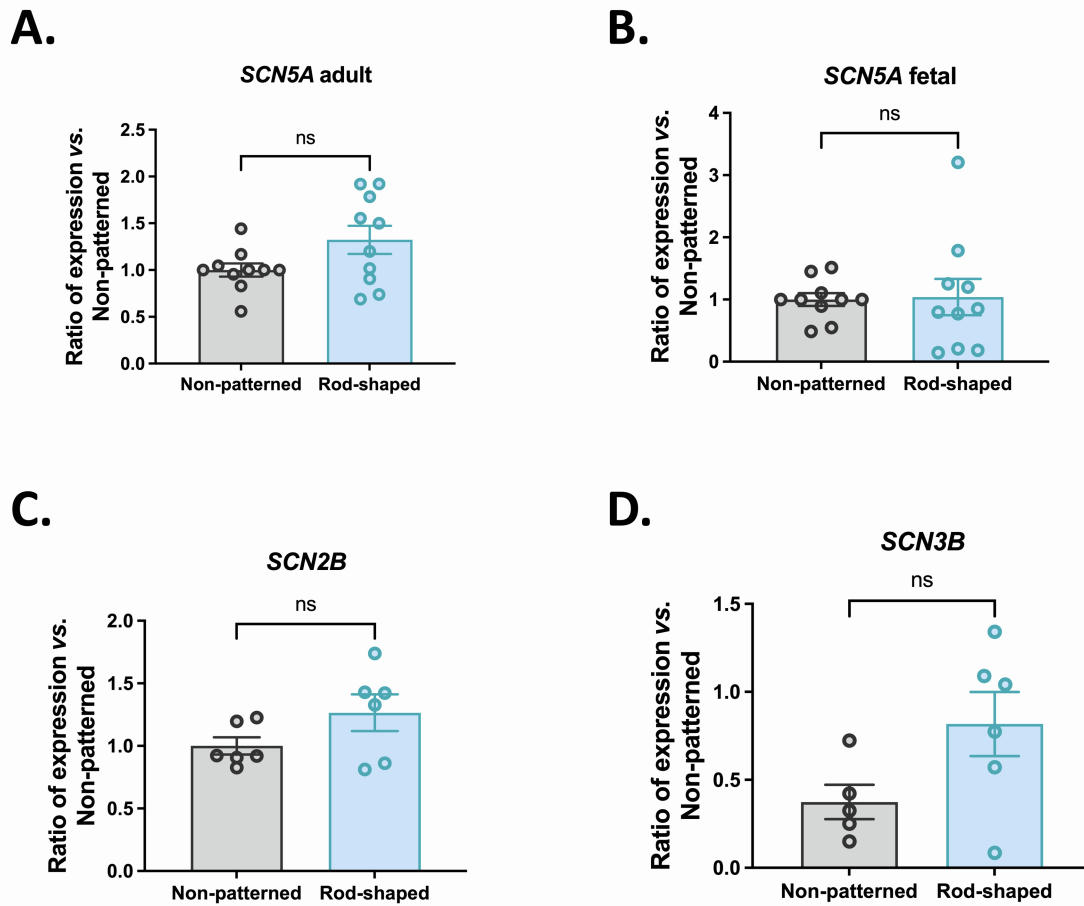 A.
SCN5A adult
ns
Ratio of expression vs.
Non-patterned
2.5
2.0
1.5
1.0
0.5
0.0
Non-patterned Rod-shaped
B.
SCN5A fetal
ns
Ratio of expression vs.
Non-patterned
4
3
2
1
0
Non-patterned Rod-shaped
C.
SCN2B
ns
Ratio of expression vs.
Non-patterned
2.0
1.5
1.0
0.5
0.0
Non-patterned Rod-shaped
D.
SCN3B
ns
Ratio of expression vs.
Non-patterned
1.5
1.0
0.5
0.0
Non-patterned Rod-shaped